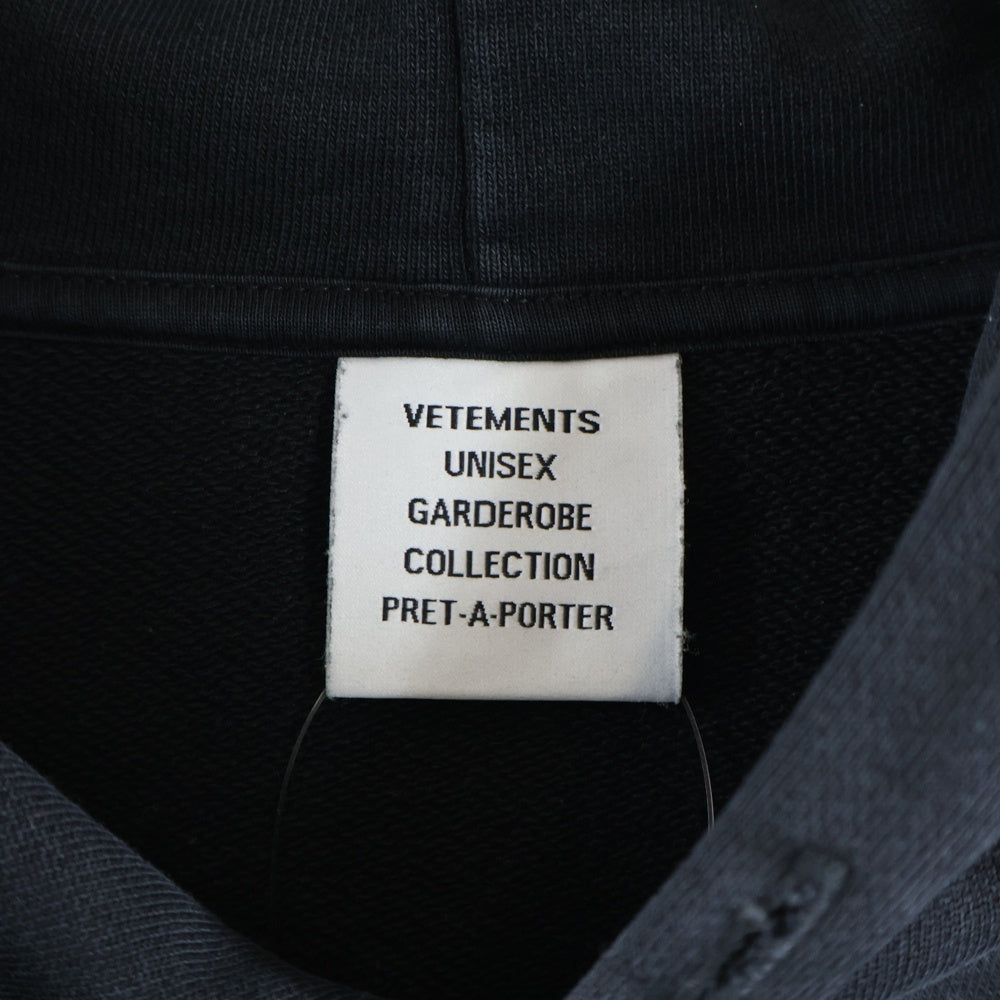 VETEMENTS
UNISEX
GARDEROBE
COLLECTION
PRET-A-PORTER